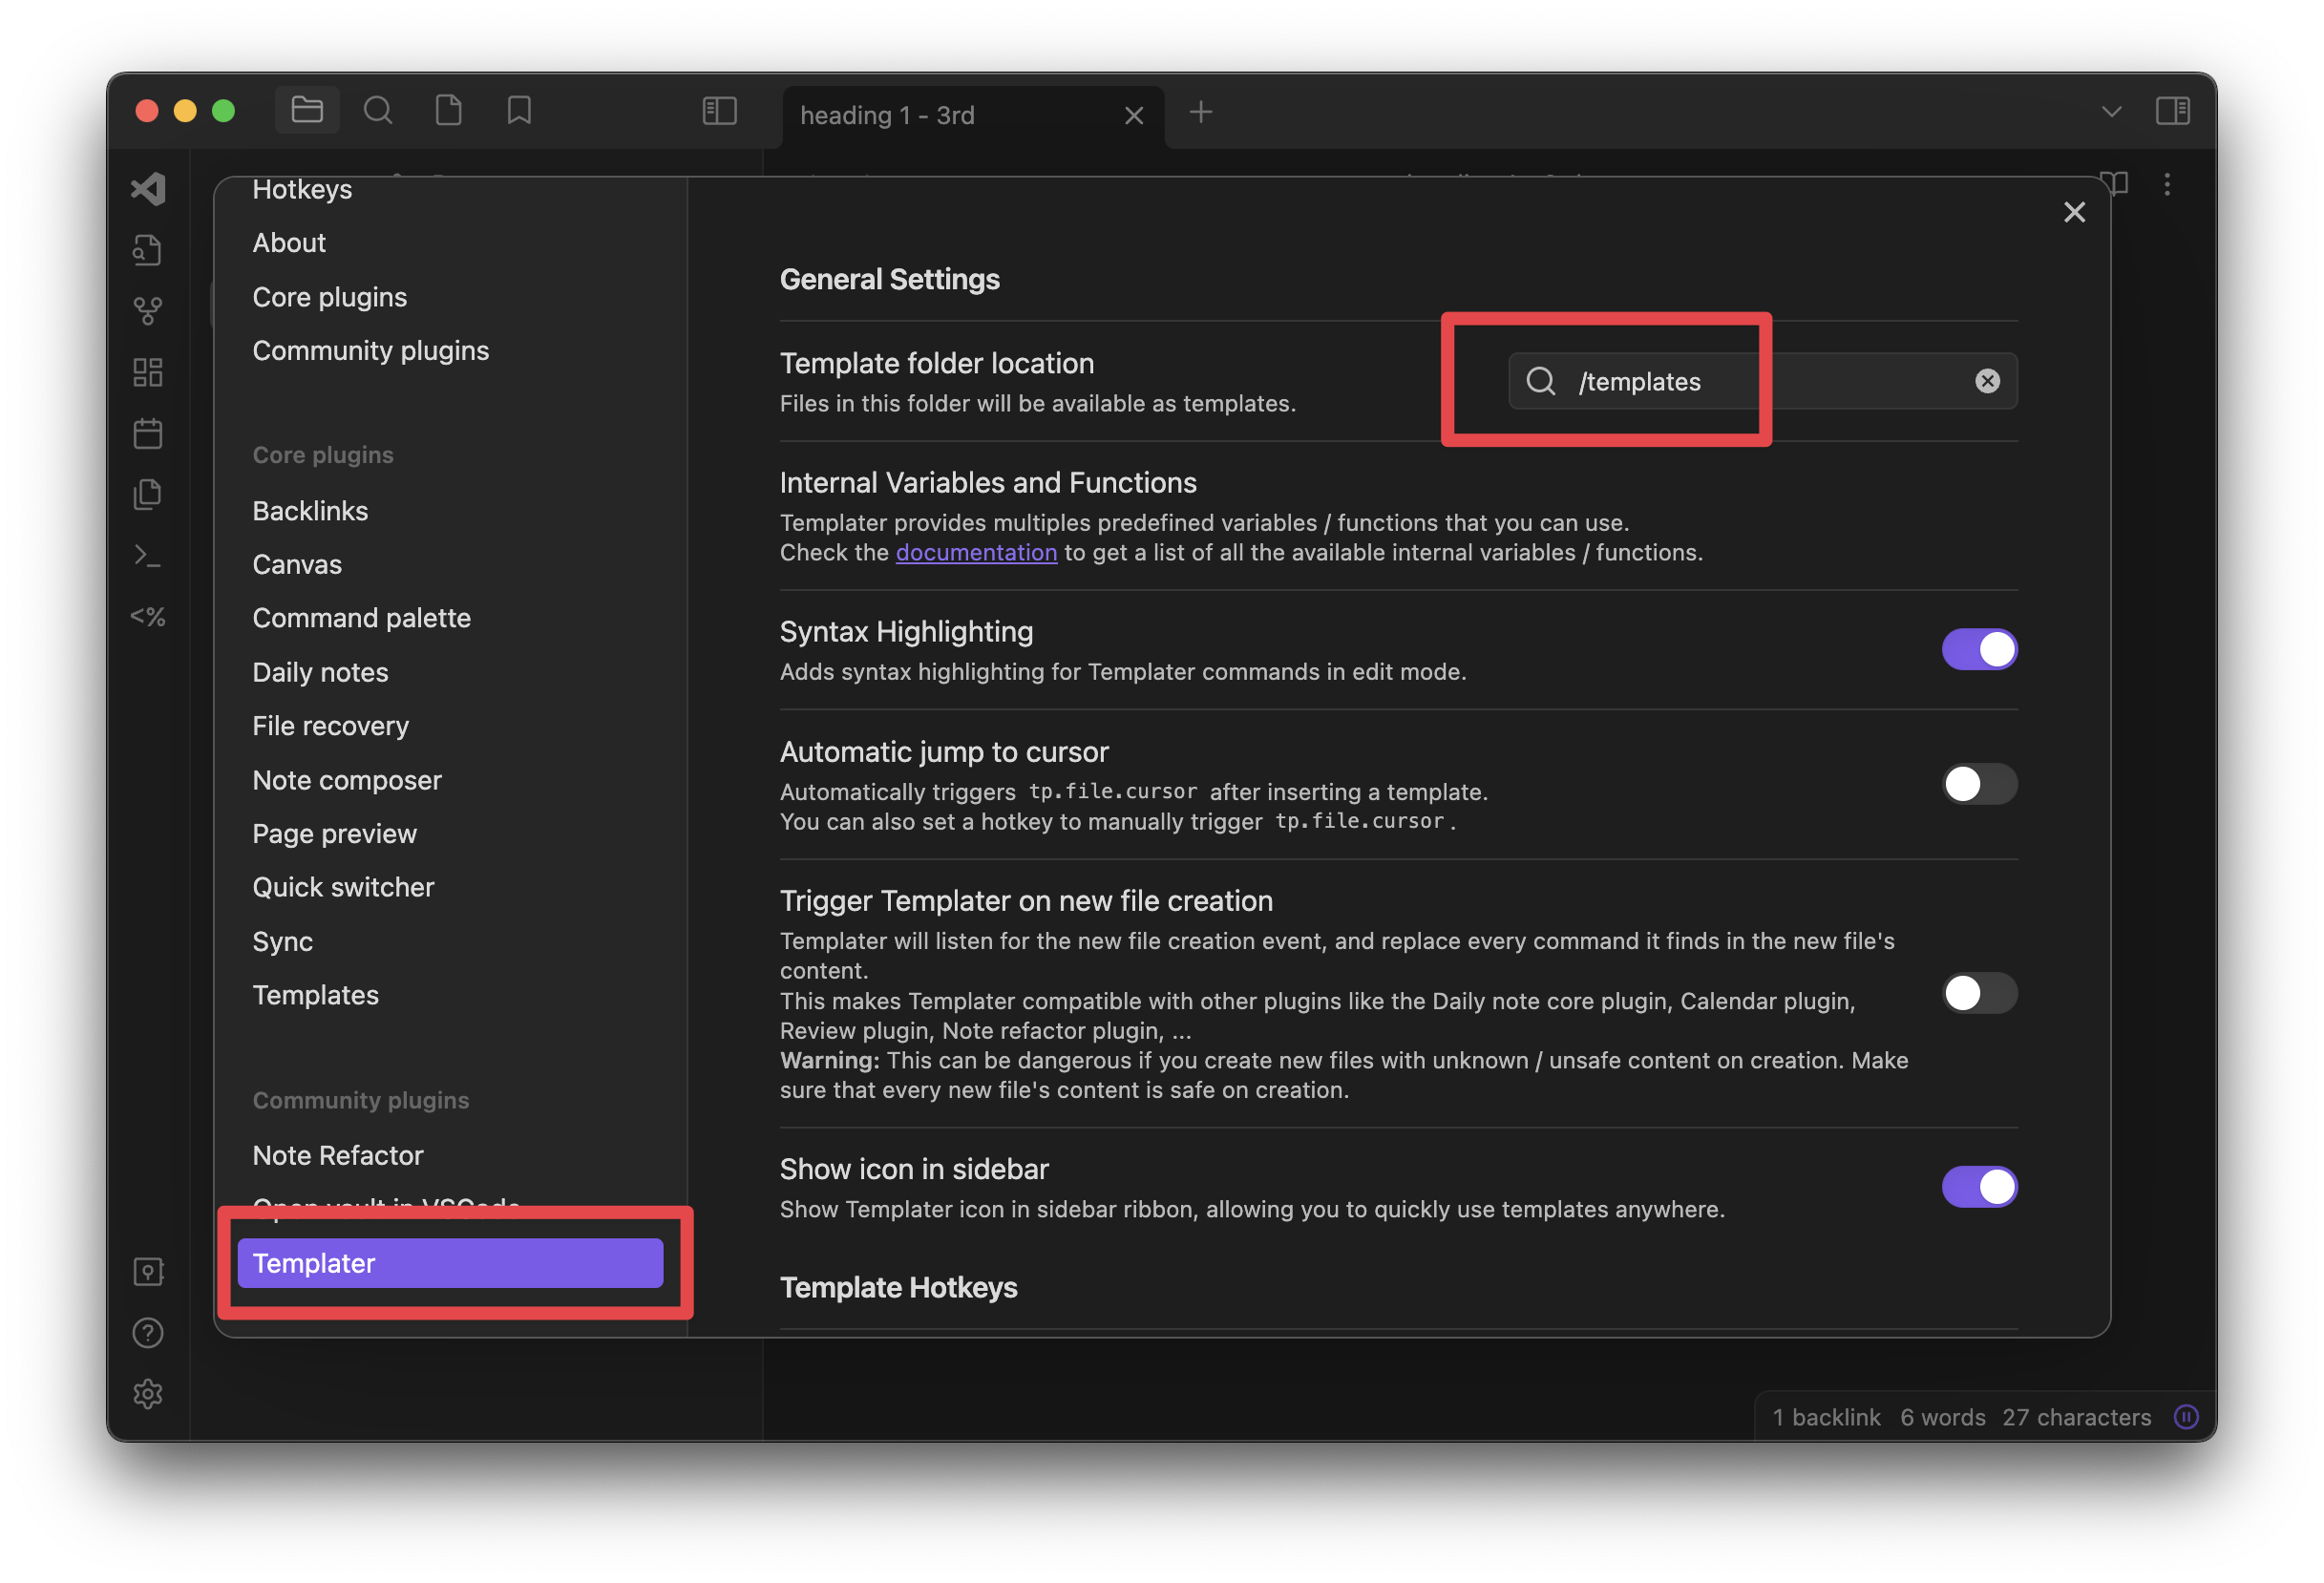 heading 1 - 3rd
Hotkeys
About
Core plugins
Community plugins
Core plugins
Backlinks
Canvas
Command palette
Daily notes
File recovery
Note composer
Page preview
Quick switcher
Sync
Templates
Community plugins
Note Refactor
Open vault in VSCode
Templater
<%
General Settings
Template folder location
Files in this folder will be available as templates.
/templates
Internal Variables and Functions
Templater provides multiples predefined variables / functions that you can use.
Check the documentation to get a list of all the available internal variables / functions.
Syntax Highlighting
Adds syntax highlighting for Templater commands in edit mode.
Automatic jump to cursor
Automatically triggers tp.file.cursor after inserting a template.
You can also set a hotkey to manually trigger tp.file.cursor.
Trigger Templater on new file creation
Templater will listen for the new file creation event, and replace every command it finds in the new file's
content.
This makes Templater compatible with other plugins like the Daily note core plugin, Calendar plugin,
Review plugin, Note refactor plugin, ...
Warning: This can be dangerous if you create new files with unknown / unsafe content on creation. Make
sure that every new file's content is safe on creation.
Show icon in sidebar
Show Templater icon in sidebar ribbon, allowing you to quickly use templates anywhere.
Template Hotkeys
1 backlink 6 words 27 characters